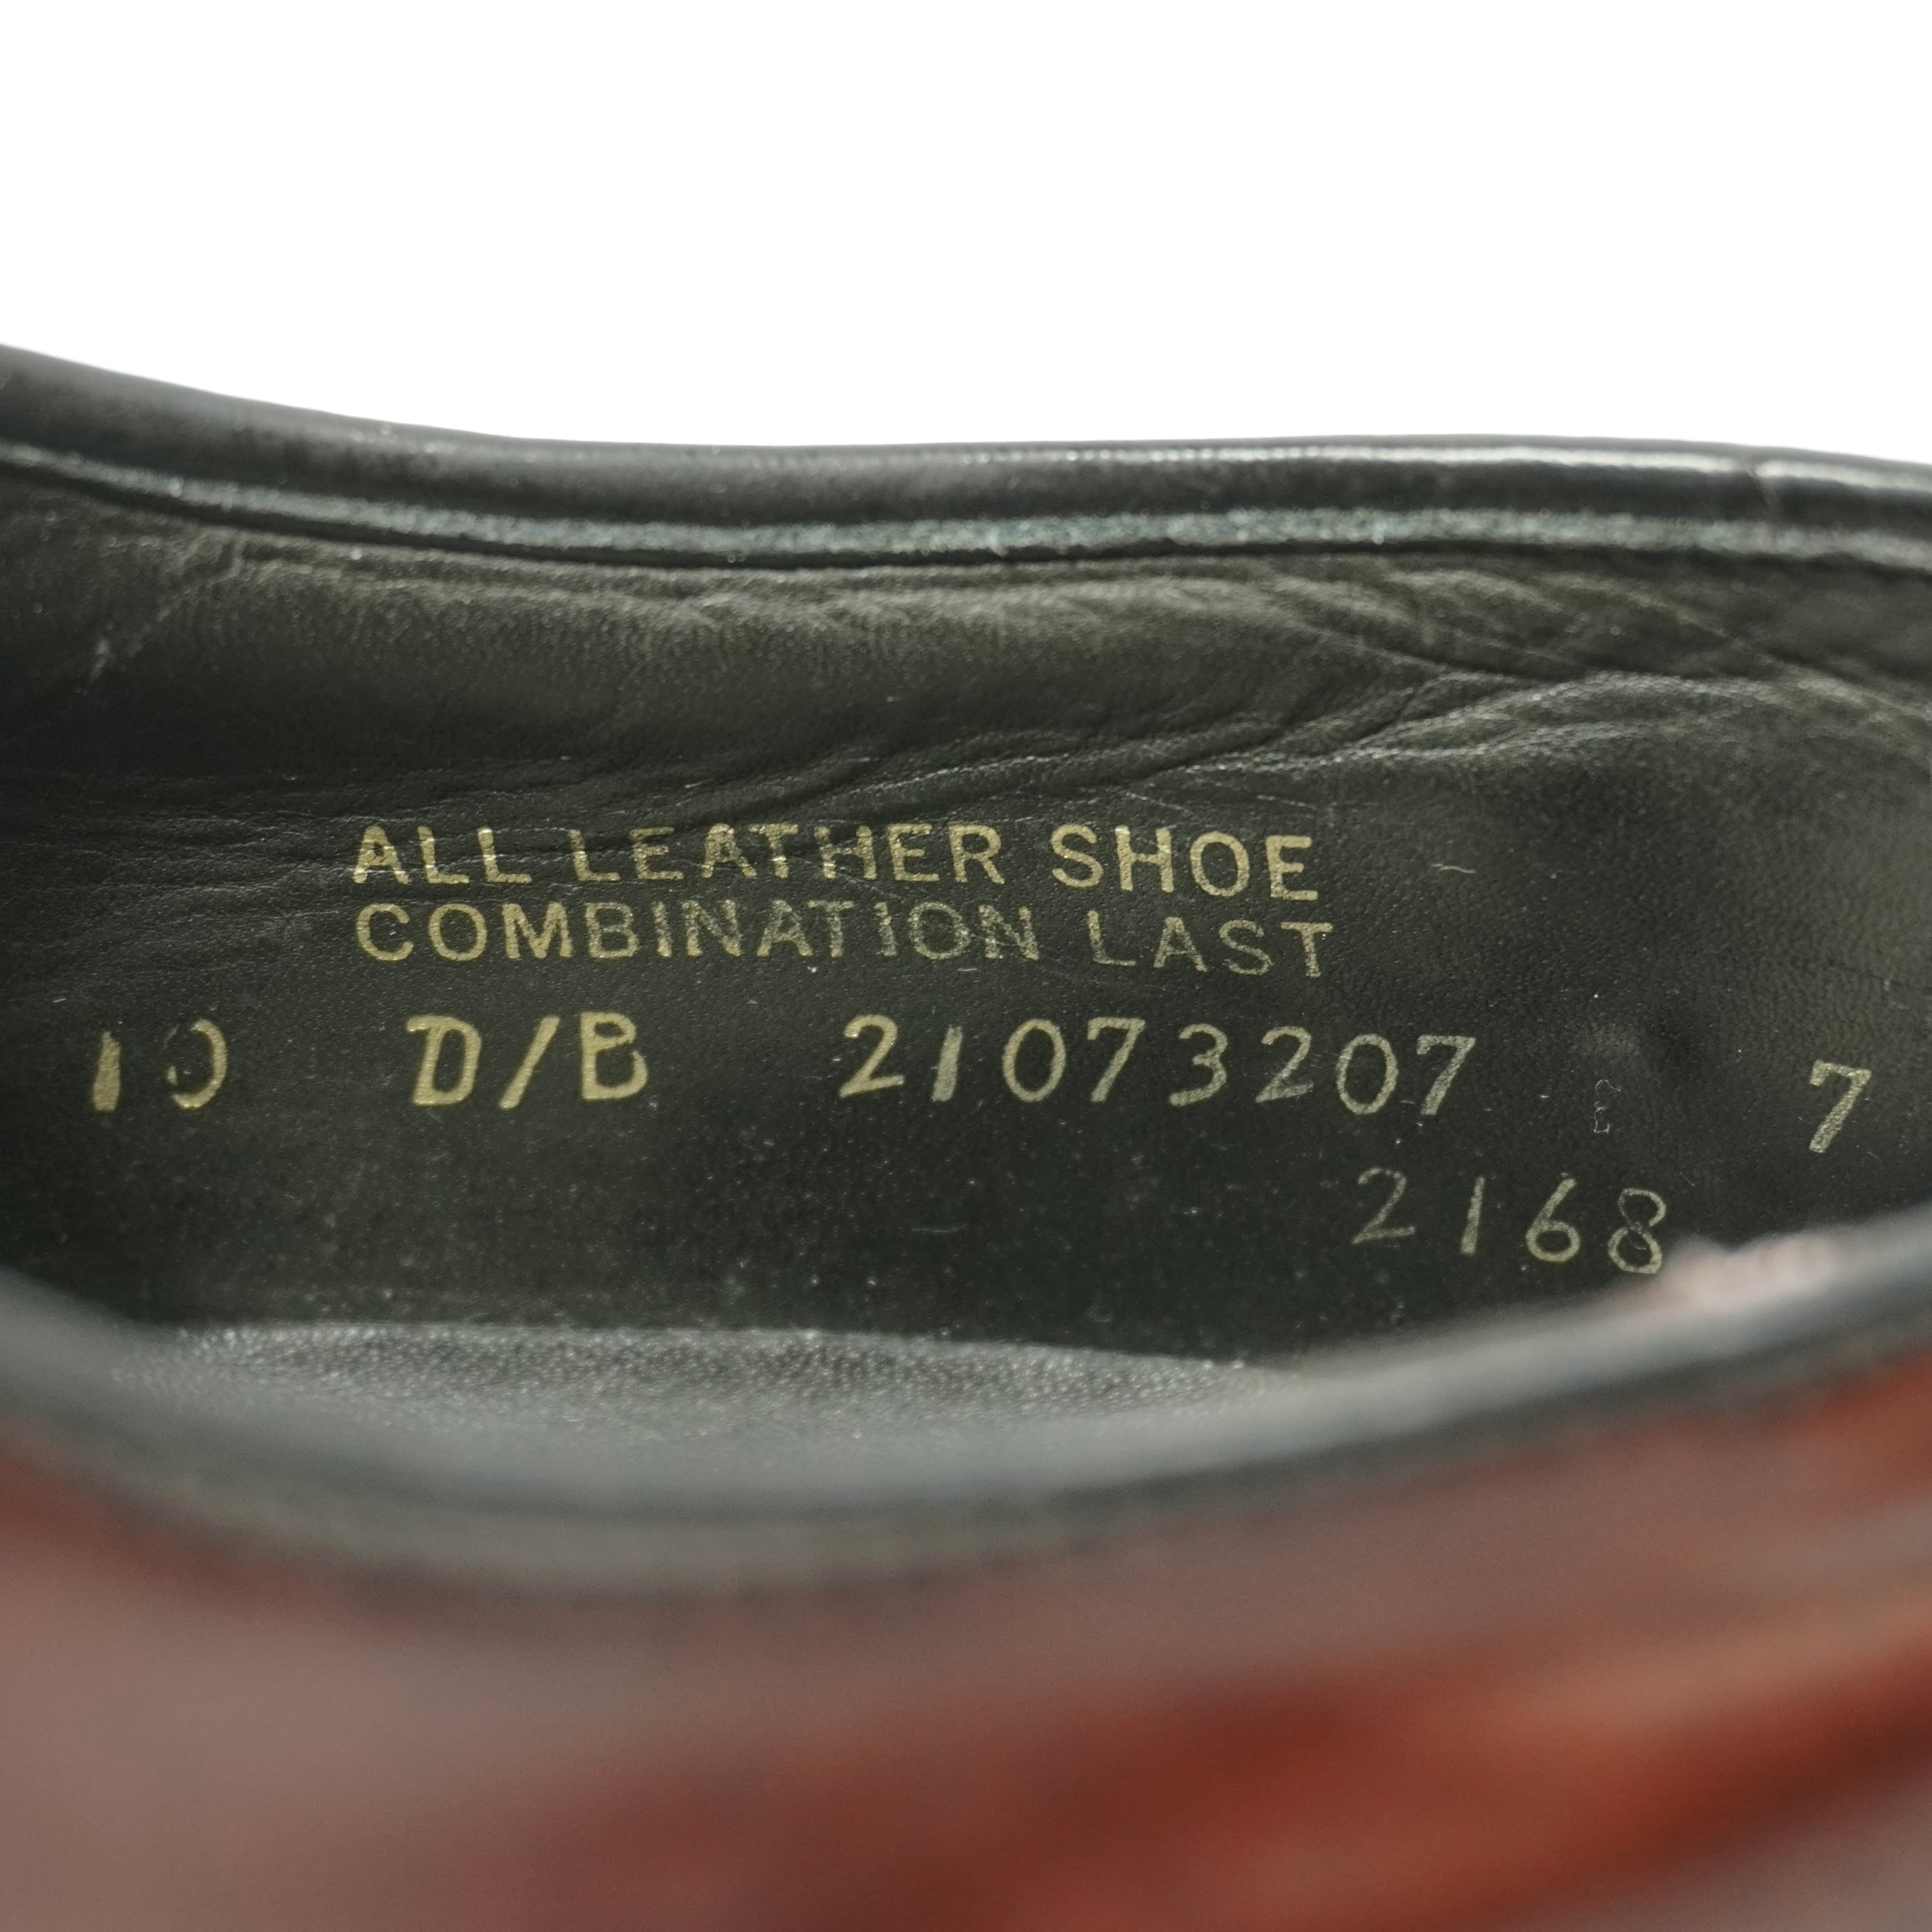 ALL LEATHER SHOE
COMBINATION LAST
10 D/B 21073207 7
2168